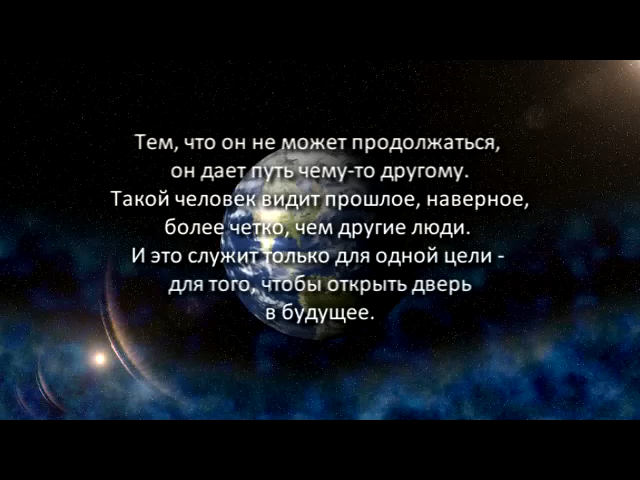 Тем, что он не может продолжаться,
он дает путь чему-то другому.
Такой человек видит прошлое, наверное,
более четко, чем другие люди.
И это служит только для одной цели -
для того, чтобы открыть дверь
в будущее.